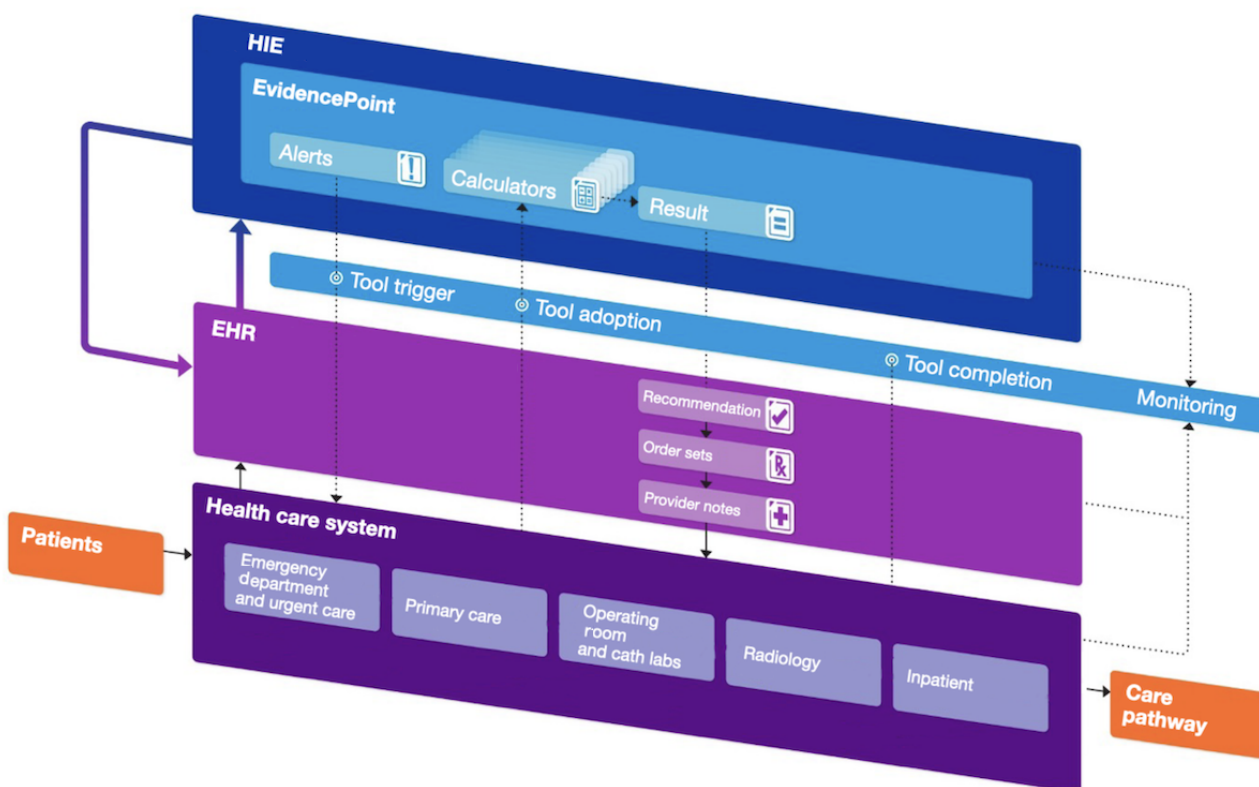 HIE
EvidencePoint
Alerts
Calculators
Result
Tool trigger
Tool adoption
Tool completion
Monitoring
EHR
Recommendation
Order sets
Rx
Provider notes
Health care system
Patients
Emergency
department
and urgent care
Primary care
Operating
room
and cath labs
Radiology
Inpatient
Care
pathway